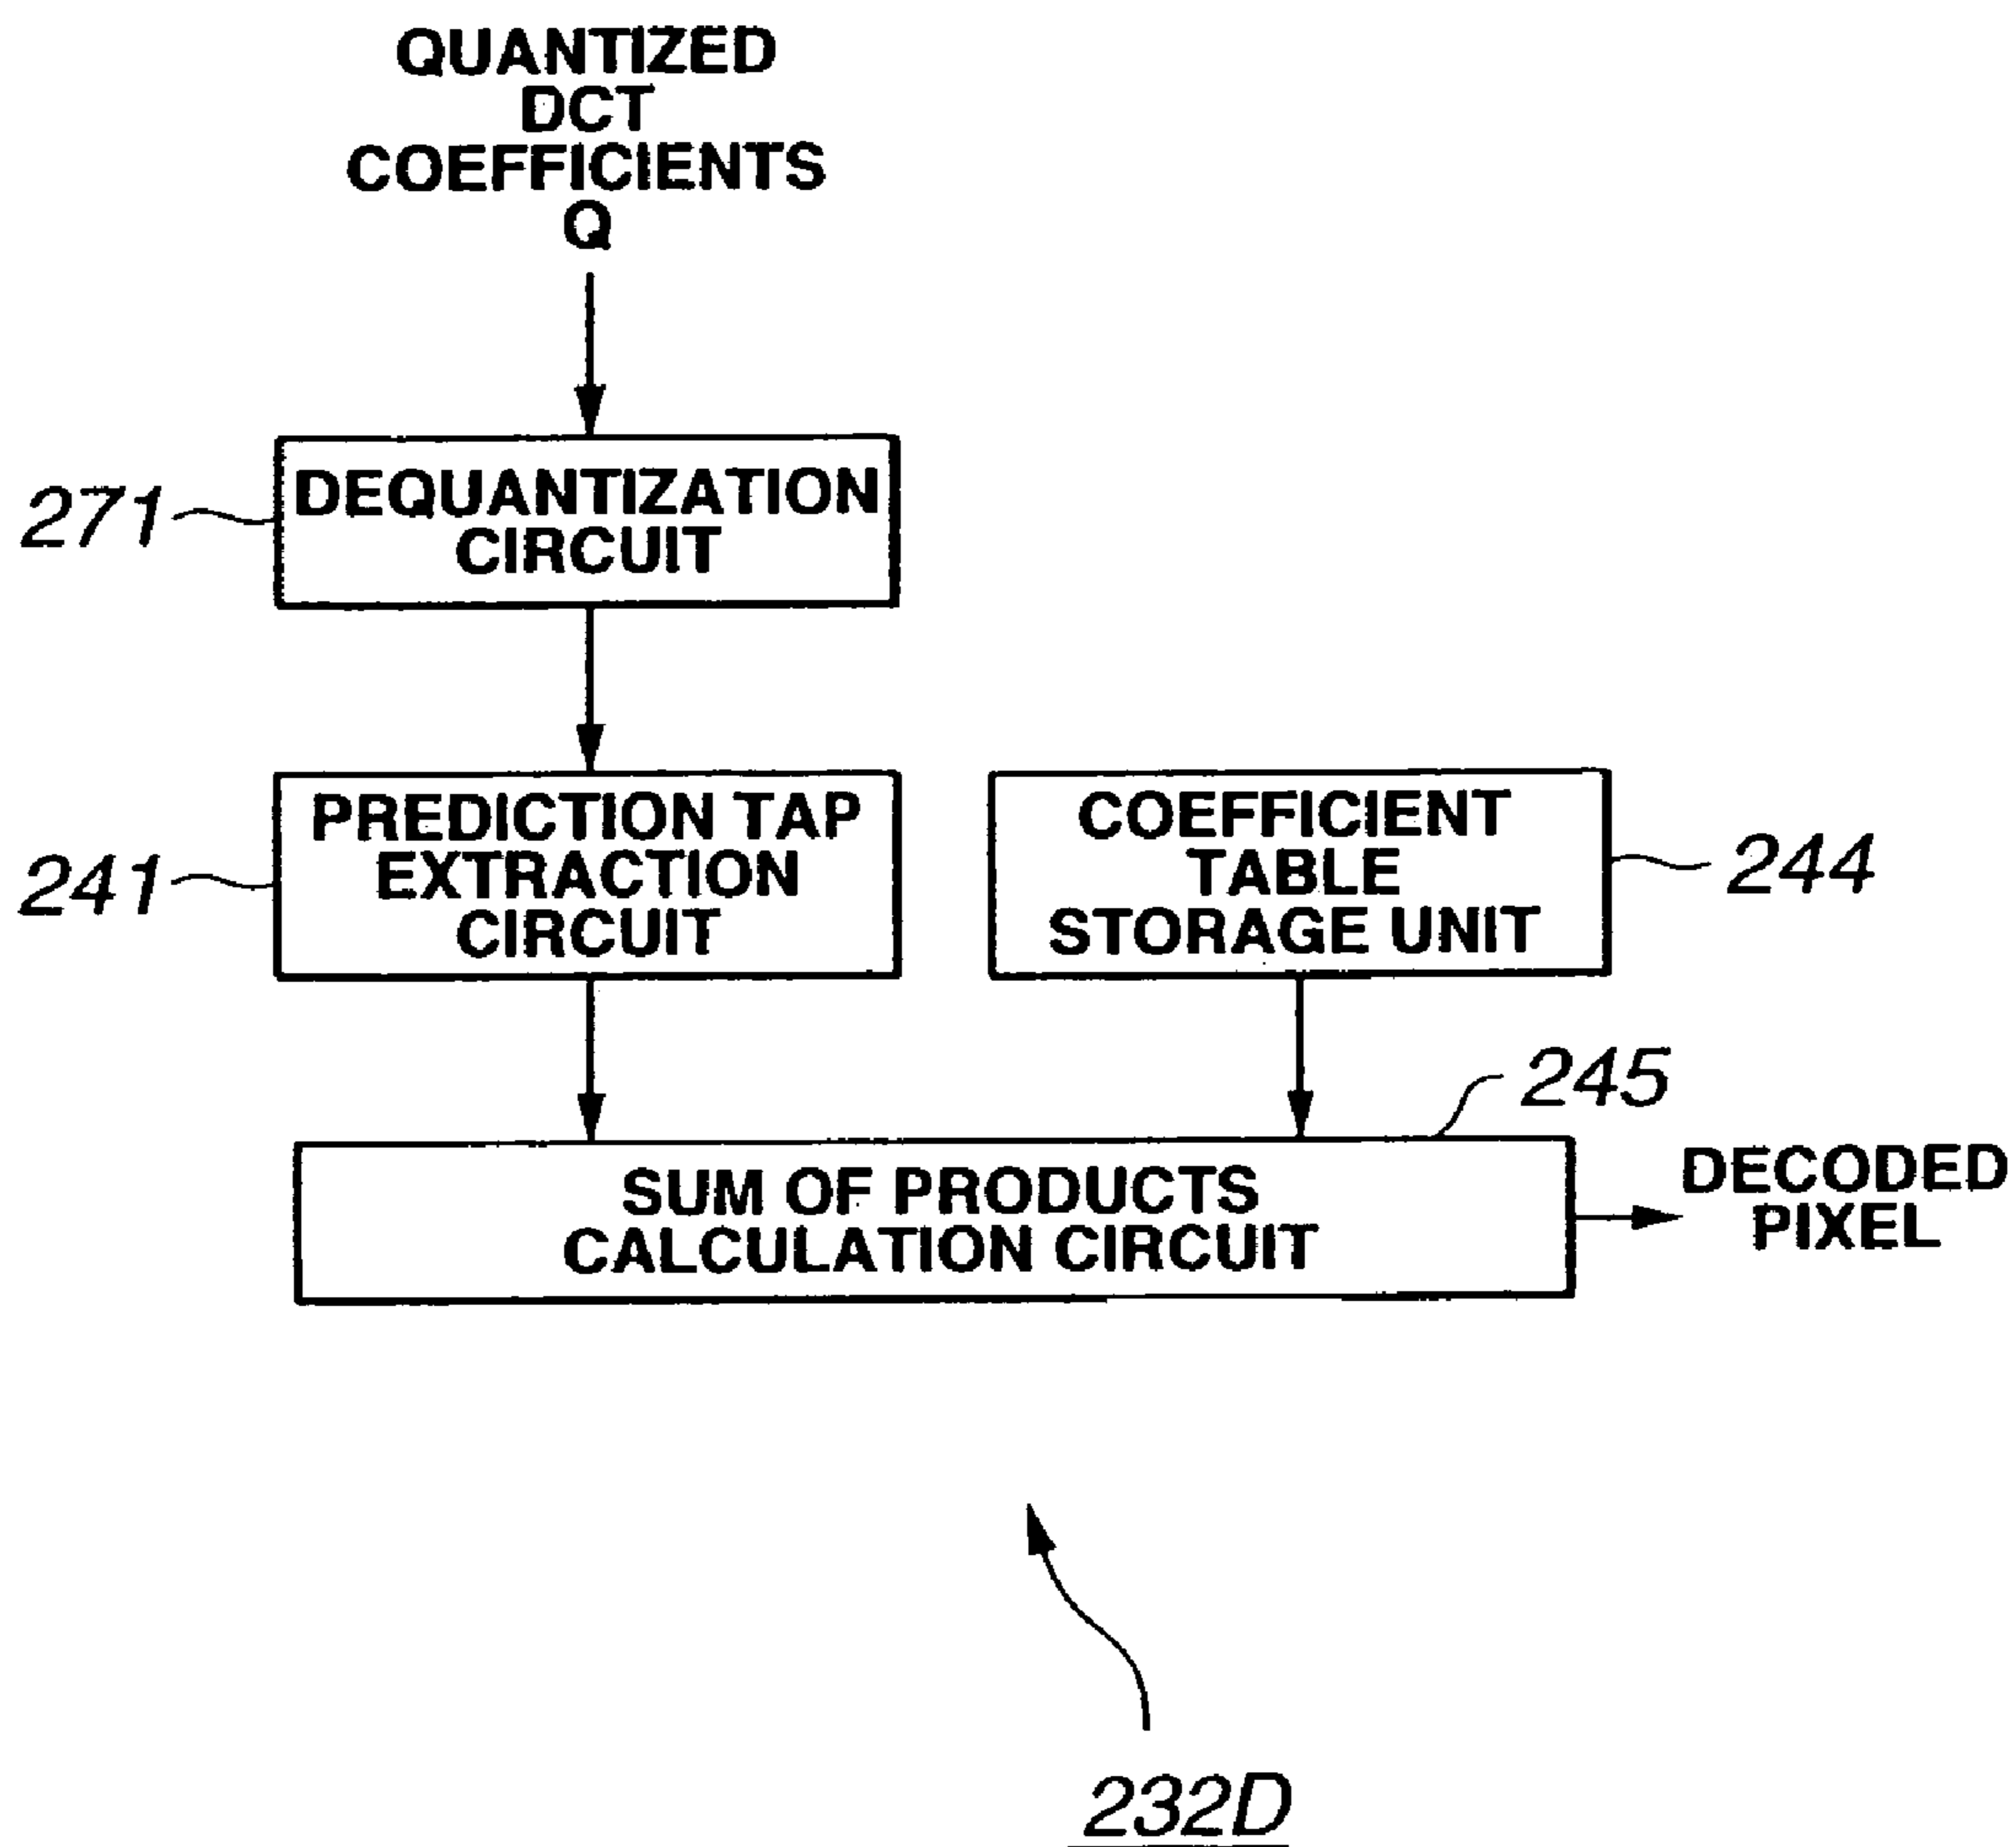 QUANTIZED
DCT
COEFFICIENTS
Q
271
DEQUANTIZATION
CIRCUIT
241
PREDICTION TAP
EXTRACTION
CIRCUIT
COEFFICIENT
TABLE
STORAGE UNIT
244
245
SUM OF PRODUCTS
CALCULATION CIRCUIT
DECODED
PIXEL
232D